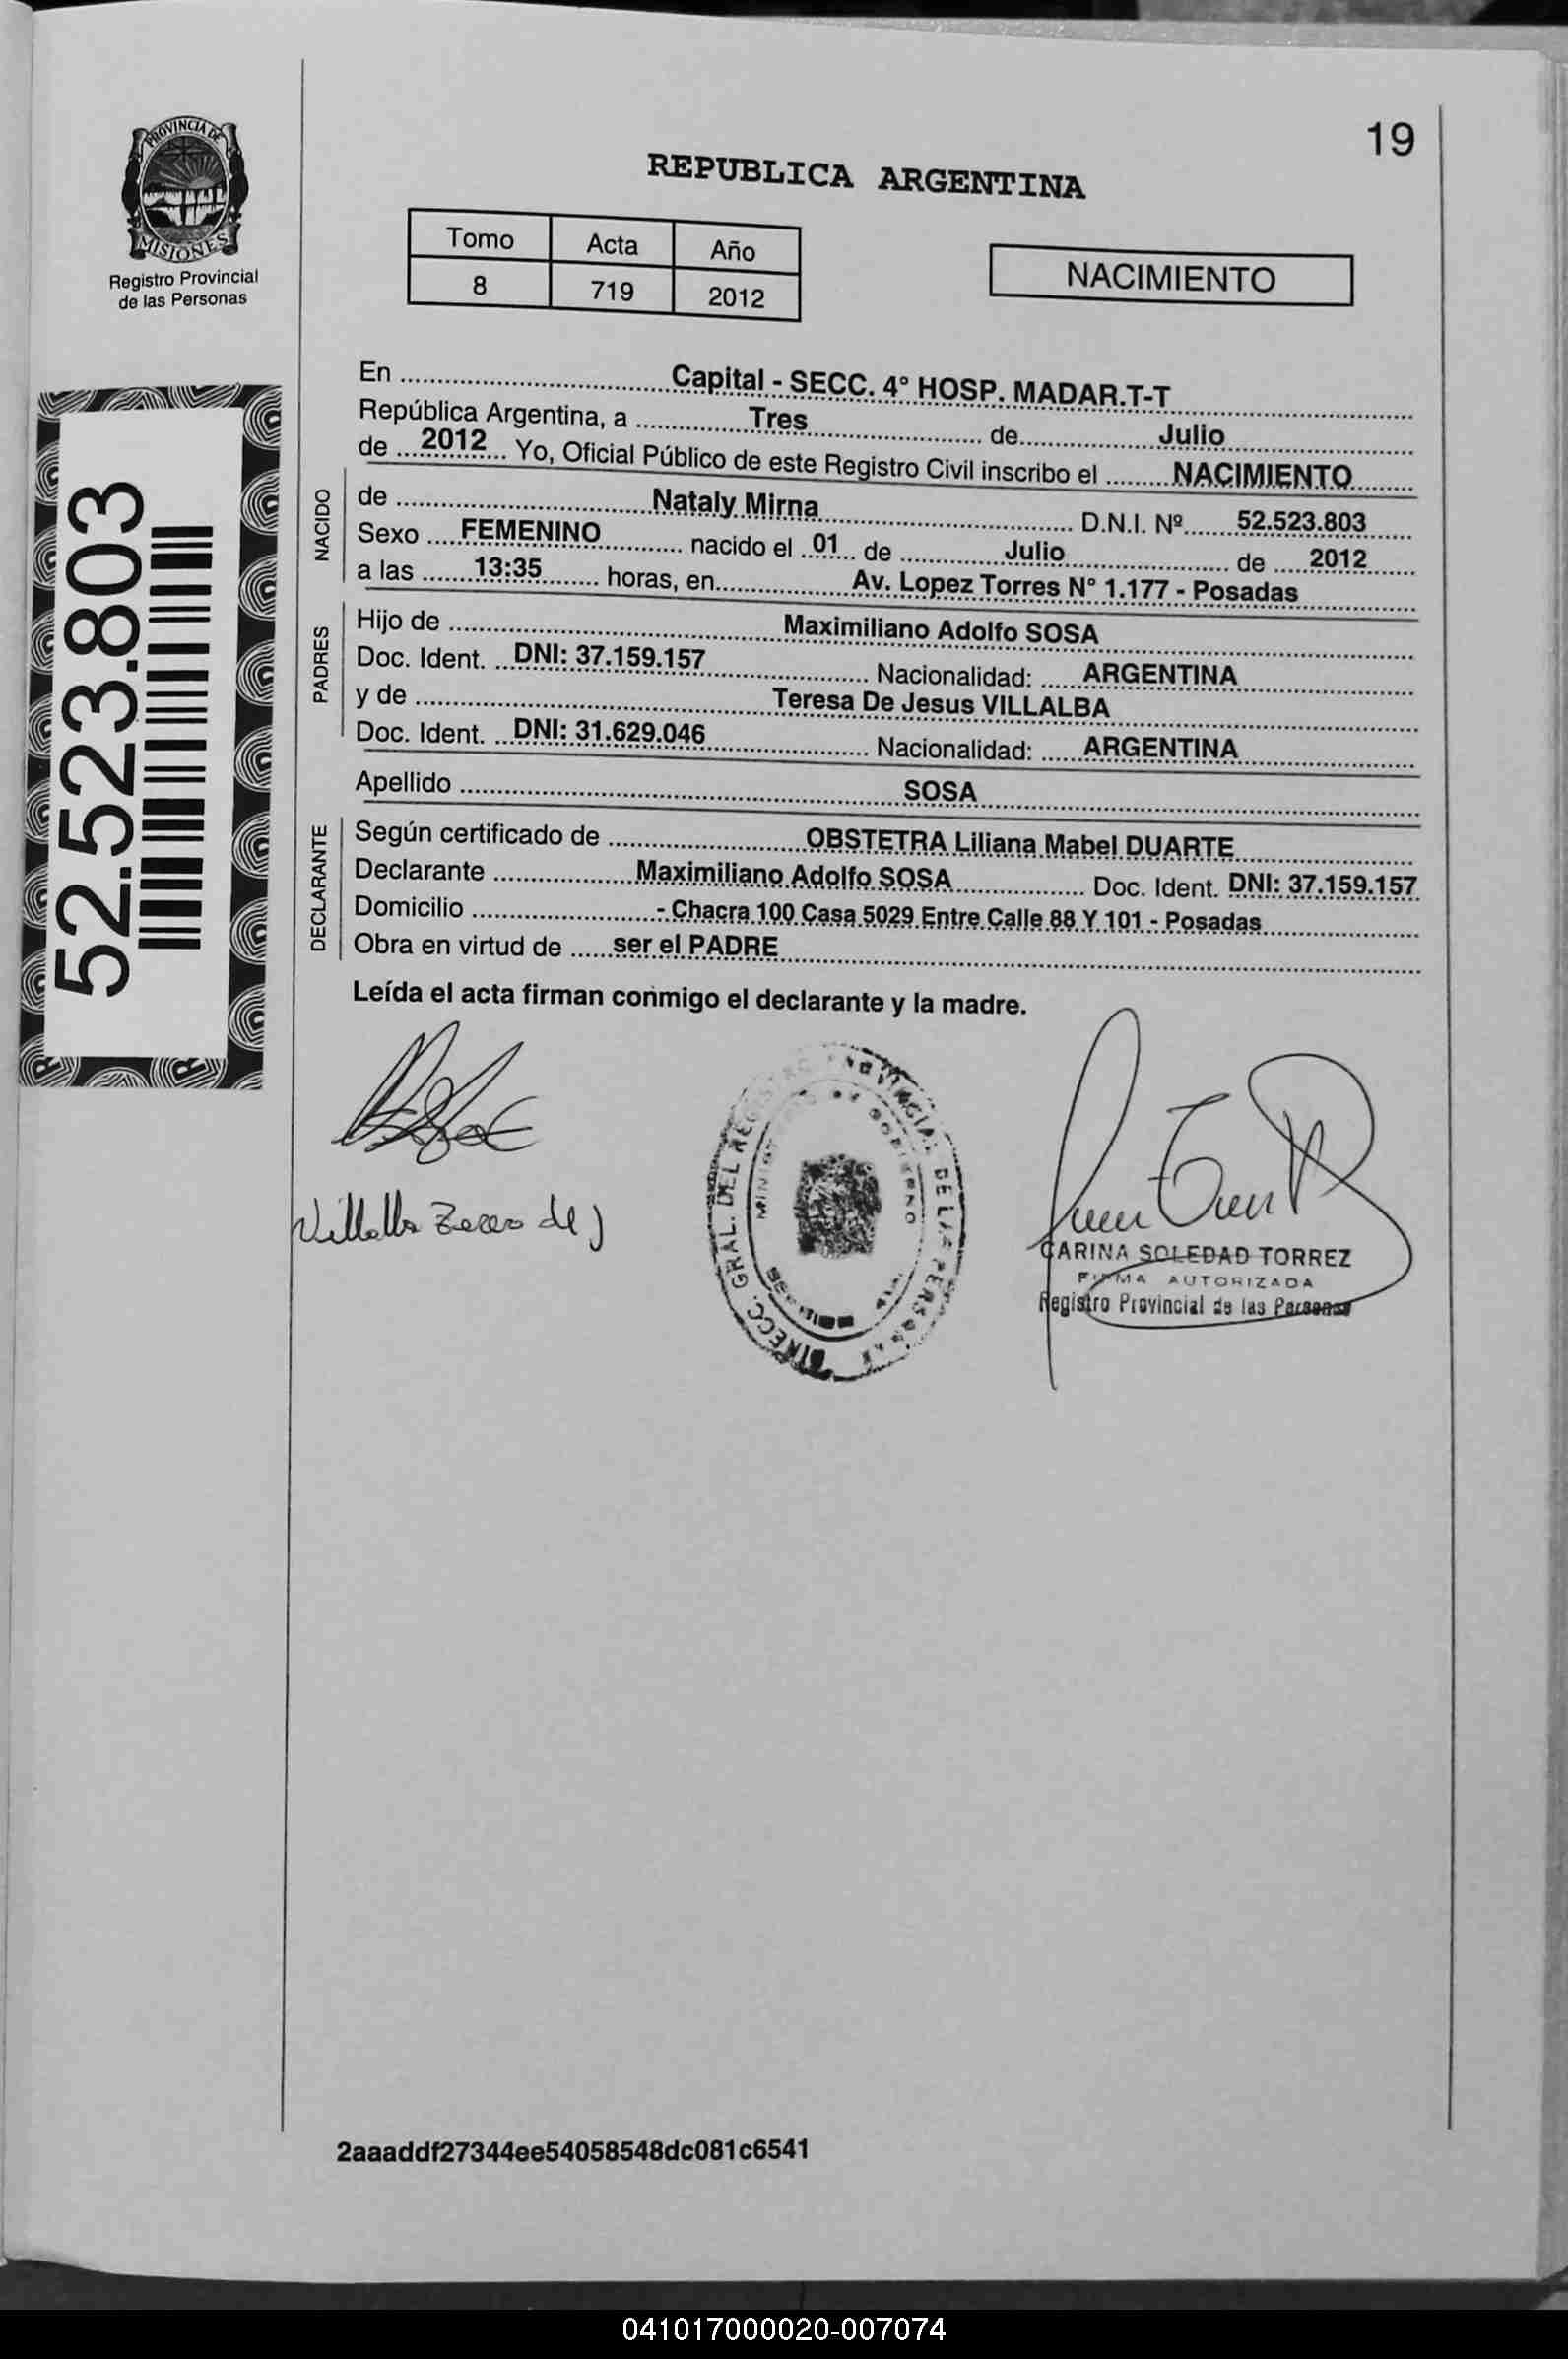 19
PROVINCIA DE
MISIONES
Registro Provincial
de las Personas
REPUBLICA ARGENTINA
Tomo Acta Año
8 719 2012
NACIMIENTO
52.523.803
En Capital - SECC. 4° HOSP. MADAR.T-T
República Argentina, a Tres de Julio
de 2012 Yo, Oficial Público de este Registro Civil inscribo el NACIMIENTO
NACIDO
de Nataly Mirna D.N.I. Nº 52.523.803
Sexo FEMENINO nacido el 01 de Julio de 2012
a las 13:35 horas, en Av. Lopez Torres N° 1.177 - Posadas
PADRES
Hijo de Maximiliano Adolfo SOSA
Doc. Ident. DNI: 37.159.157 Nacionalidad: ARGENTINA
y de Teresa De Jesus VILLALBA
Doc. Ident. DNI: 31.629.046 Nacionalidad: ARGENTINA
Apellido SOSA
DECLARANTE
Según certificado de OBSTETRA Liliana Mabel DUARTE
Declarante Maximiliano Adolfo SOSA Doc. Ident. DNI: 37.159.157
Domicilio - Chacra 100 Casa 5029 Entre Calle 88 Y 101 - Posadas
Obra en virtud de ser el PADRE
Leída el acta firman conmigo el declarante y la madre.
DIRECC. GRAL. DEL REGISTRO PROVINCIAL DE LAS PERSONAS
CARINA SOLEDAD TORREZ
FIRMA AUTORIZADA
Registro Provincial de las Personas
2aaaddf27344ee54058548dc081c6541
041017000020-007074